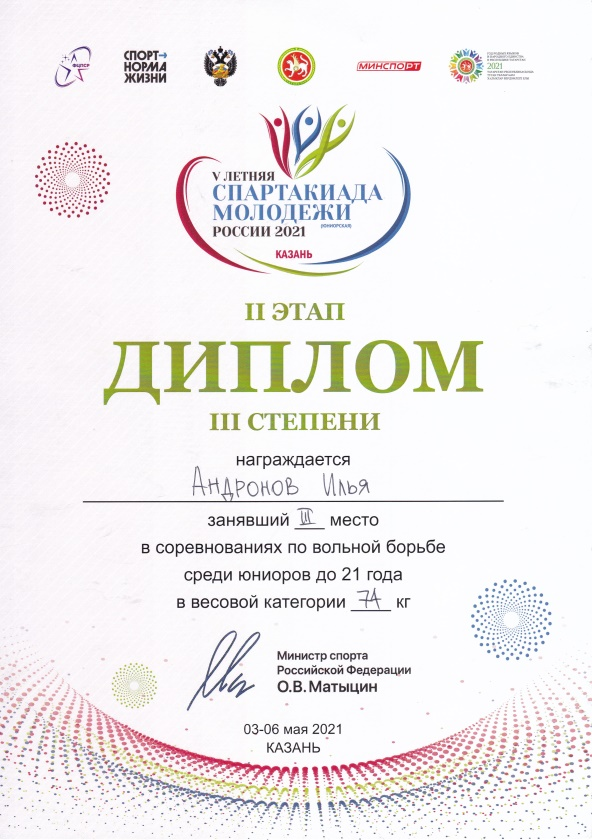 ФЦПСР
СПОРТ→
НОРМА
ЖИЗНИ
МИНСПОРТ
2021
V ЛЕТНЯЯ
СПАРТАКИАДА
МОЛОДЕЖИ
(ЮНИОРСКАЯ)
РОССИИ 2021
КАЗАНЬ
II ЭТАП
ДИПЛОМ
III СТЕПЕНИ
награждается
Андронов Илья
занявший III место
в соревнованиях по вольной борьбе
среди юниоров до 21 года
в весовой категории 74 кг
Министр спорта
Российской Федерации
О.В.Матыцин
03-06 мая 2021
КАЗАНЬ